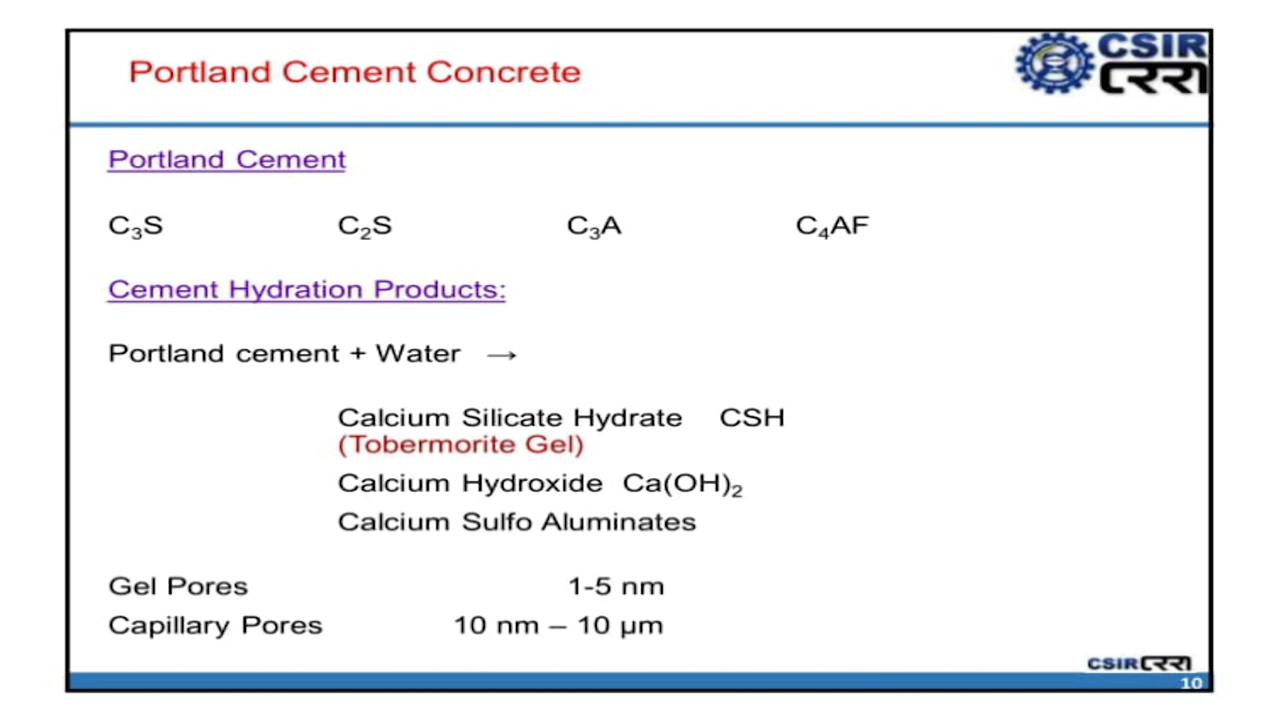 Portland Cement Concrete
CSIR
Portland Cement
C₃S C₂S C₃A C₄AF
Cement Hydration Products:
Portland cement + Water →
Calcium Silicate Hydrate CSH
(Tobermorite Gel)
Calcium Hydroxide Ca(OH)₂
Calcium Sulfo Aluminates
Gel Pores 1-5 nm
Capillary Pores 10 nm – 10 µm
CSIR
10